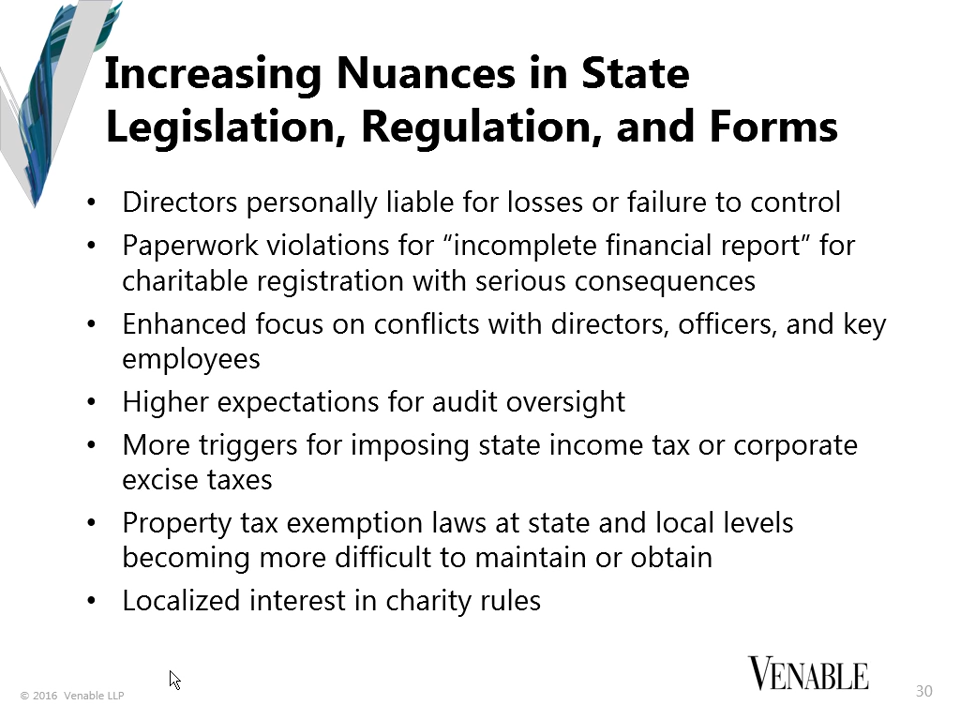 Increasing Nuances in State
Legislation, Regulation, and Forms
• Directors personally liable for losses or failure to control
• Paperwork violations for “incomplete financial report” for
charitable registration with serious consequences
• Enhanced focus on conflicts with directors, officers, and key
employees
• Higher expectations for audit oversight
• More triggers for imposing state income tax or corporate
excise taxes
• Property tax exemption laws at state and local levels
becoming more difficult to maintain or obtain
• Localized interest in charity rules
© 2016 Venable LLP
VENABLE
30